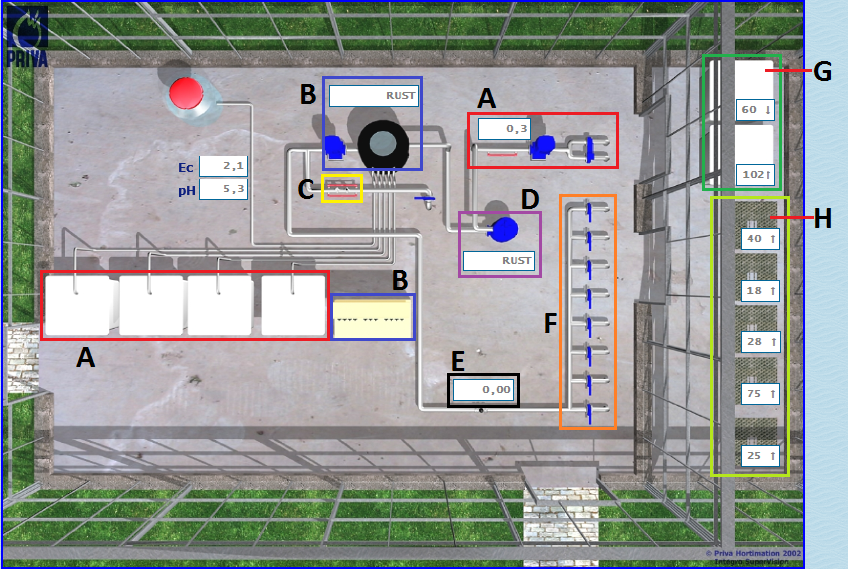 PRIVA
B
RUST
A
0,3
G
60 ↓
102↑
Ec 2,1
pH 5,3
C
D
H
RUST
40 ↑
18 ↑
28 ↑
75 ↑
25 ↑
B
F
A
E
0,00
© Priva Hortimation 2002
Integro SuperVision